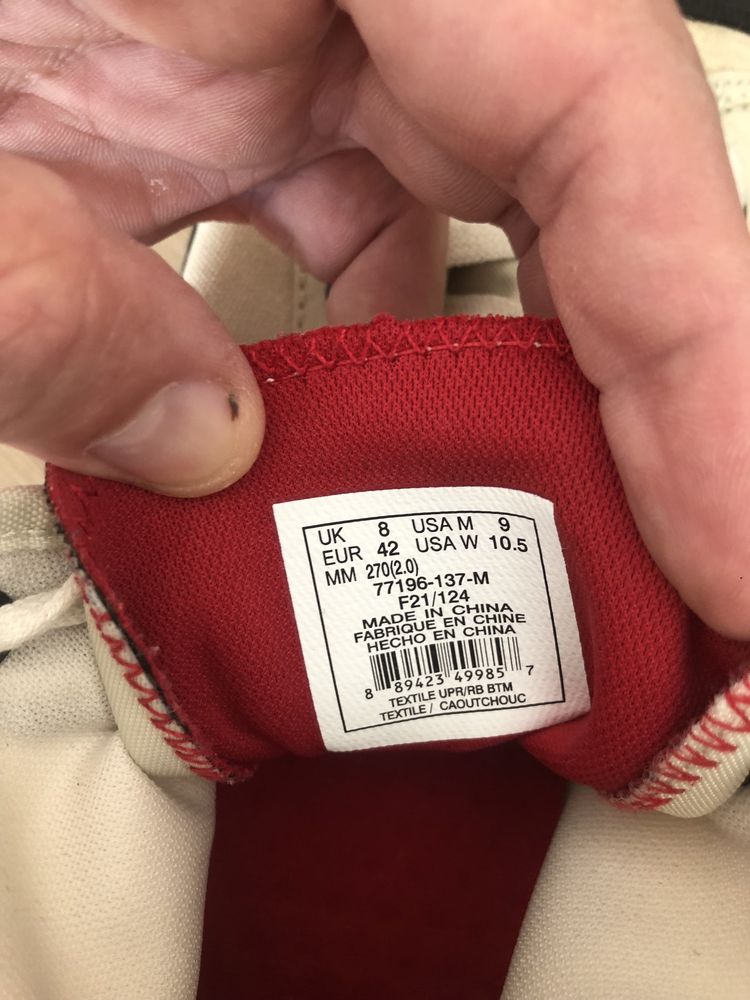 UK 8 USA M 9
EUR 42 USA W 10.5
MM 270(2.0)
77196-137-M
F21/124
MADE IN CHINA
FABRIQUE EN CHINE
HECHO EN CHINA
8 89423 49985 7
TEXTILE UPR/RB BTM
TEXTILE / CAOUTCHOUC